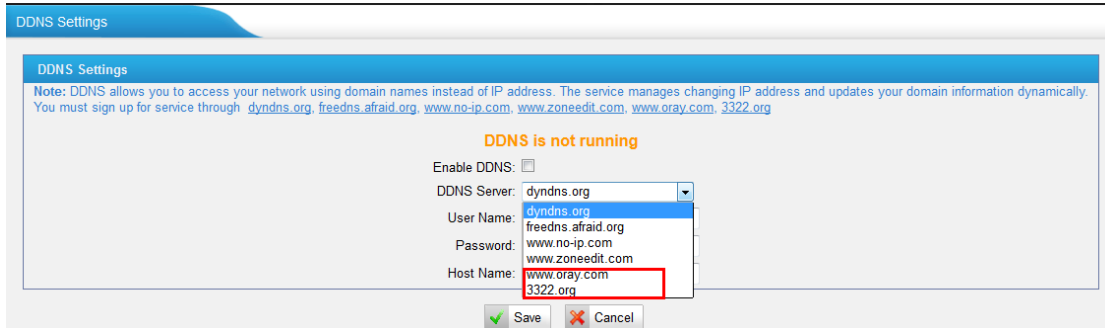 DDNS Settings
DDNS Settings
Note: DDNS allows you to access your network using domain names instead of IP address. The service manages changing IP address and updates your domain information dynamically.
You must sign up for service through dyndns.org, freedns.afraid.org, www.no-ip.com, www.zoneedit.com, www.oray.com, 3322.org
DDNS is not running
Enable DDNS:
DDNS Server: dyndns.org
dyndns.org
User Name:
freedns.afraid.org
www.no-ip.com
Password:
www.zoneedit.com
Host Name: www.oray.com
3322.org
Save Cancel